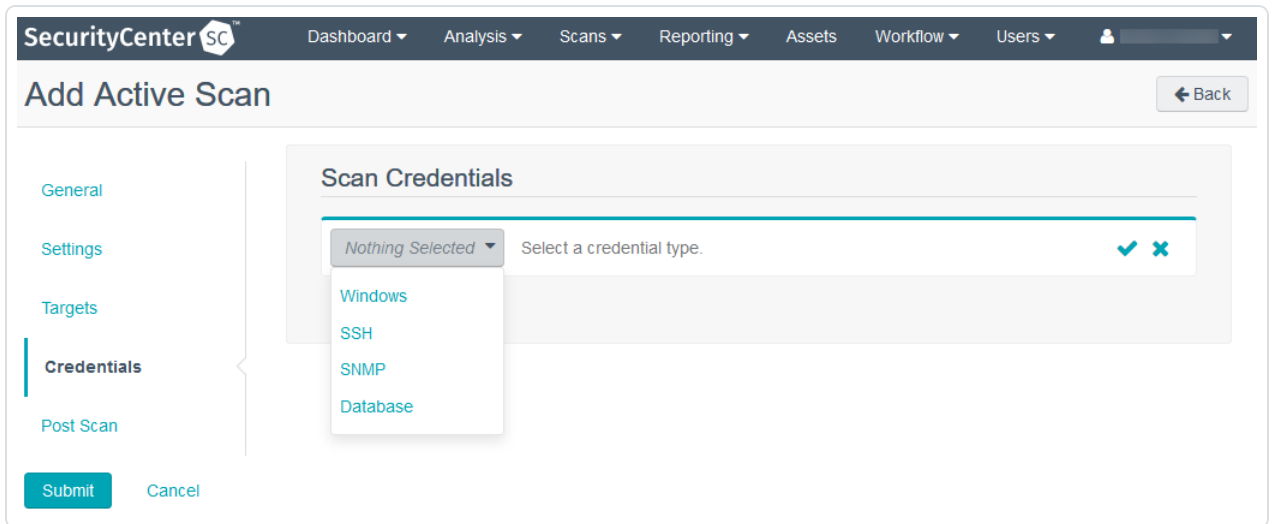 SecurityCenter SC™ Dashboard Analysis Scans Reporting Assets Workflow Users
Add Active Scan
Back
General
Settings
Targets
Credentials
Post Scan
Submit Cancel
Scan Credentials
Nothing Selected Select a credential type.
Windows
SSH
SNMP
Database